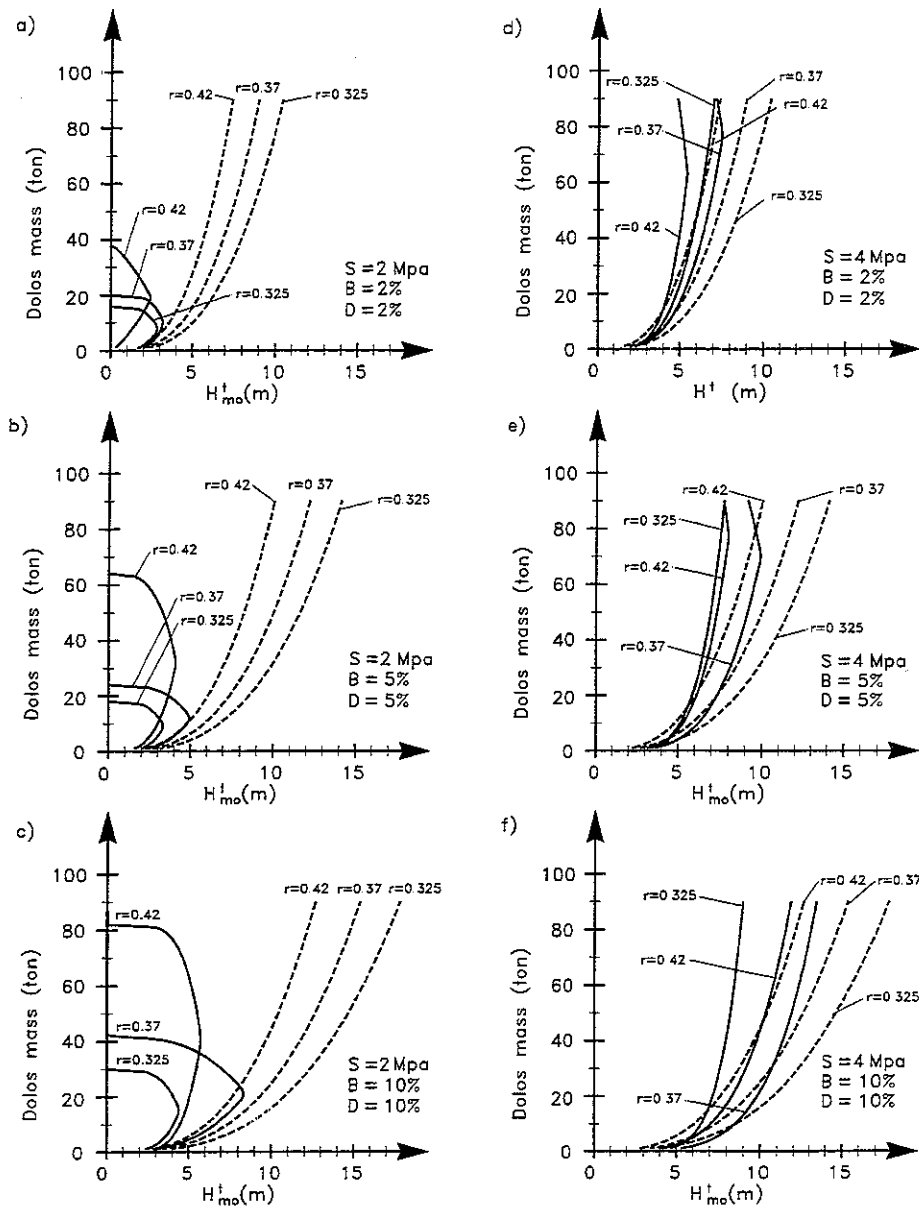 a)
Dolos mass (ton)
100
80
60
40
20
0
r=0.42
r=0.37
r=0.325
r=0.42
r=0.37
r=0.325
S = 2 Mpa
B = 2%
D = 2%
0 5 10 15
H^t_mo (m)
b)
Dolos mass (ton)
100
80
60
40
20
0
r=0 42
r=0.37
r=0.325
r=0.42
r=0.37
r=0.325
S = 2 Mpa
B = 5%
D = 5%
0 5 10 15
H^t_mo (m)
c)
Dolos mass (ton)
100
80
60
40
20
0
r=0.42
r=0.37
r=0.325
r=0.42
r=0.37
r=0.325
S = 2 Mpa
B = 10%
D = 10%
0 5 10 15
H^t_mo (m)
d)
Dolos mass (ton)
100
80
60
40
20
0
r=0.325
r=0.37
r=0.42
r=0.37
r=0.325
r=0.42
S = 4 Mpa
B = 2%
D = 2%
0 5 10 15
H^t (m)
e)
Dolos mass (ton)
100
80
60
40
20
0
r=0.42
r=0.37
r=0.325
r=0.42
r=0.37
r=0.325
S = 4 Mpa
B = 5%
D = 5%
0 5 10 15
H^t_mo (m)
f)
Dolos mass (ton)
100
80
60
40
20
0
r=0.325
r=0.42
r=0.37
r=0 42
r=0 325
r=0.37
S = 4 Mpa
B = 10%
D = 10%
0 5 10 15
H^t_mo (m)